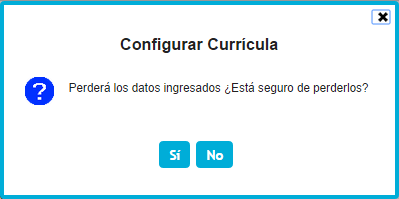 Configurar Currícula
Perderá los datos ingresados ¿Está seguro de perderlos?
Sí No